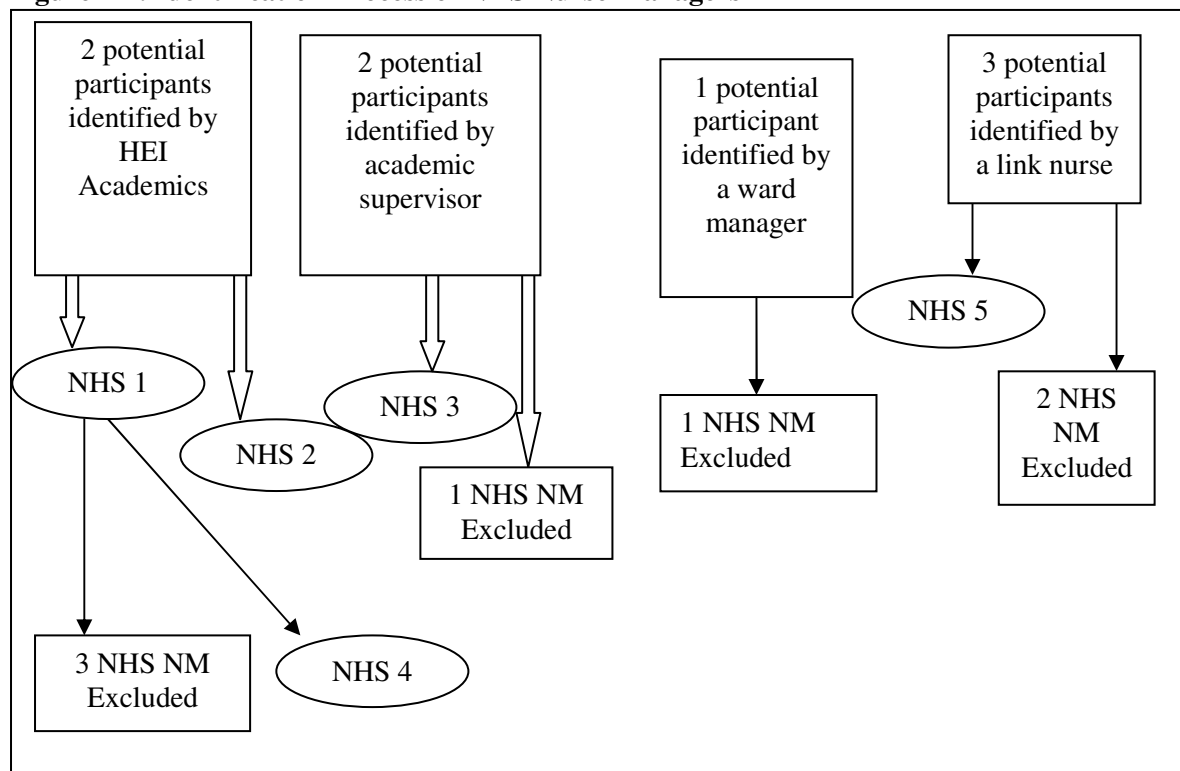 2 potential
participants
identified by
HEI
Academics
2 potential
participants
identified by
academic
supervisor
1 potential
participant
identified by
a ward
manager
3 potential
participants
identified by
a link nurse
NHS 5
NHS 1
NHS 3
NHS 2
1 NHS NM
Excluded
1 NHS NM
Excluded
2 NHS
NM
Excluded
3 NHS NM
Excluded
NHS 4